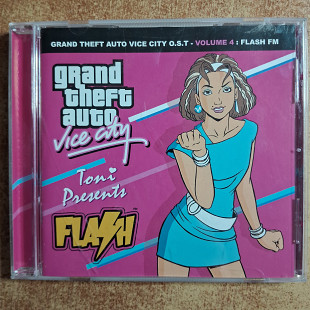 GRAND THEFT AUTO VICE CITY O.S.T - VOLUME 4 : FLASH FM
grand
theft
auto
Vice City
Toni
Presents
FLASH